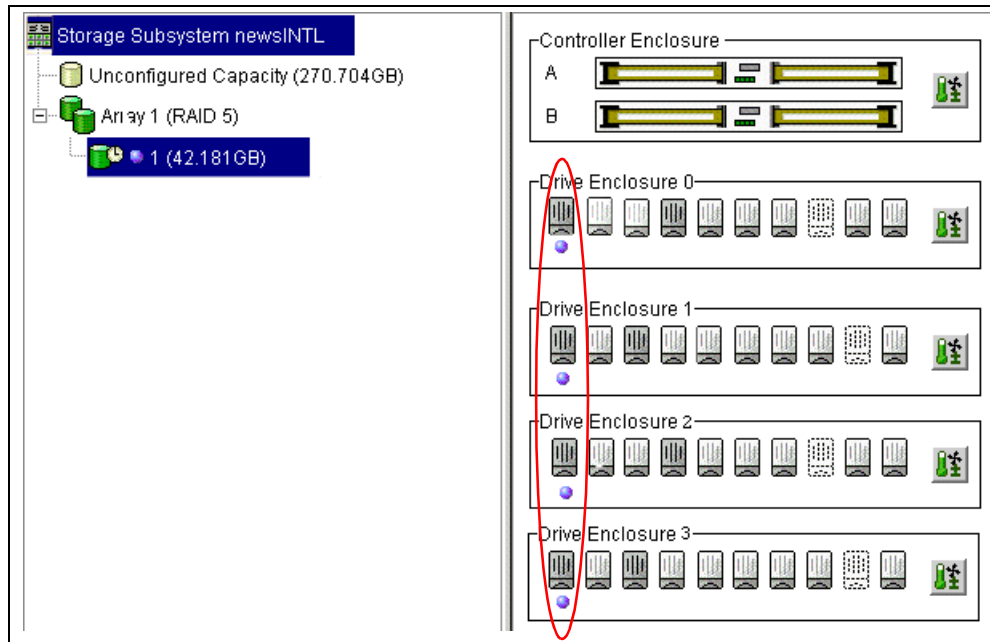 Storage Subsystem newsINTL
Unconfigured Capacity (270.704GB)
Array 1 (RAID 5)
1 (42.181GB)
Controller Enclosure
A
B
Drive Enclosure 0
Drive Enclosure 1
Drive Enclosure 2
Drive Enclosure 3